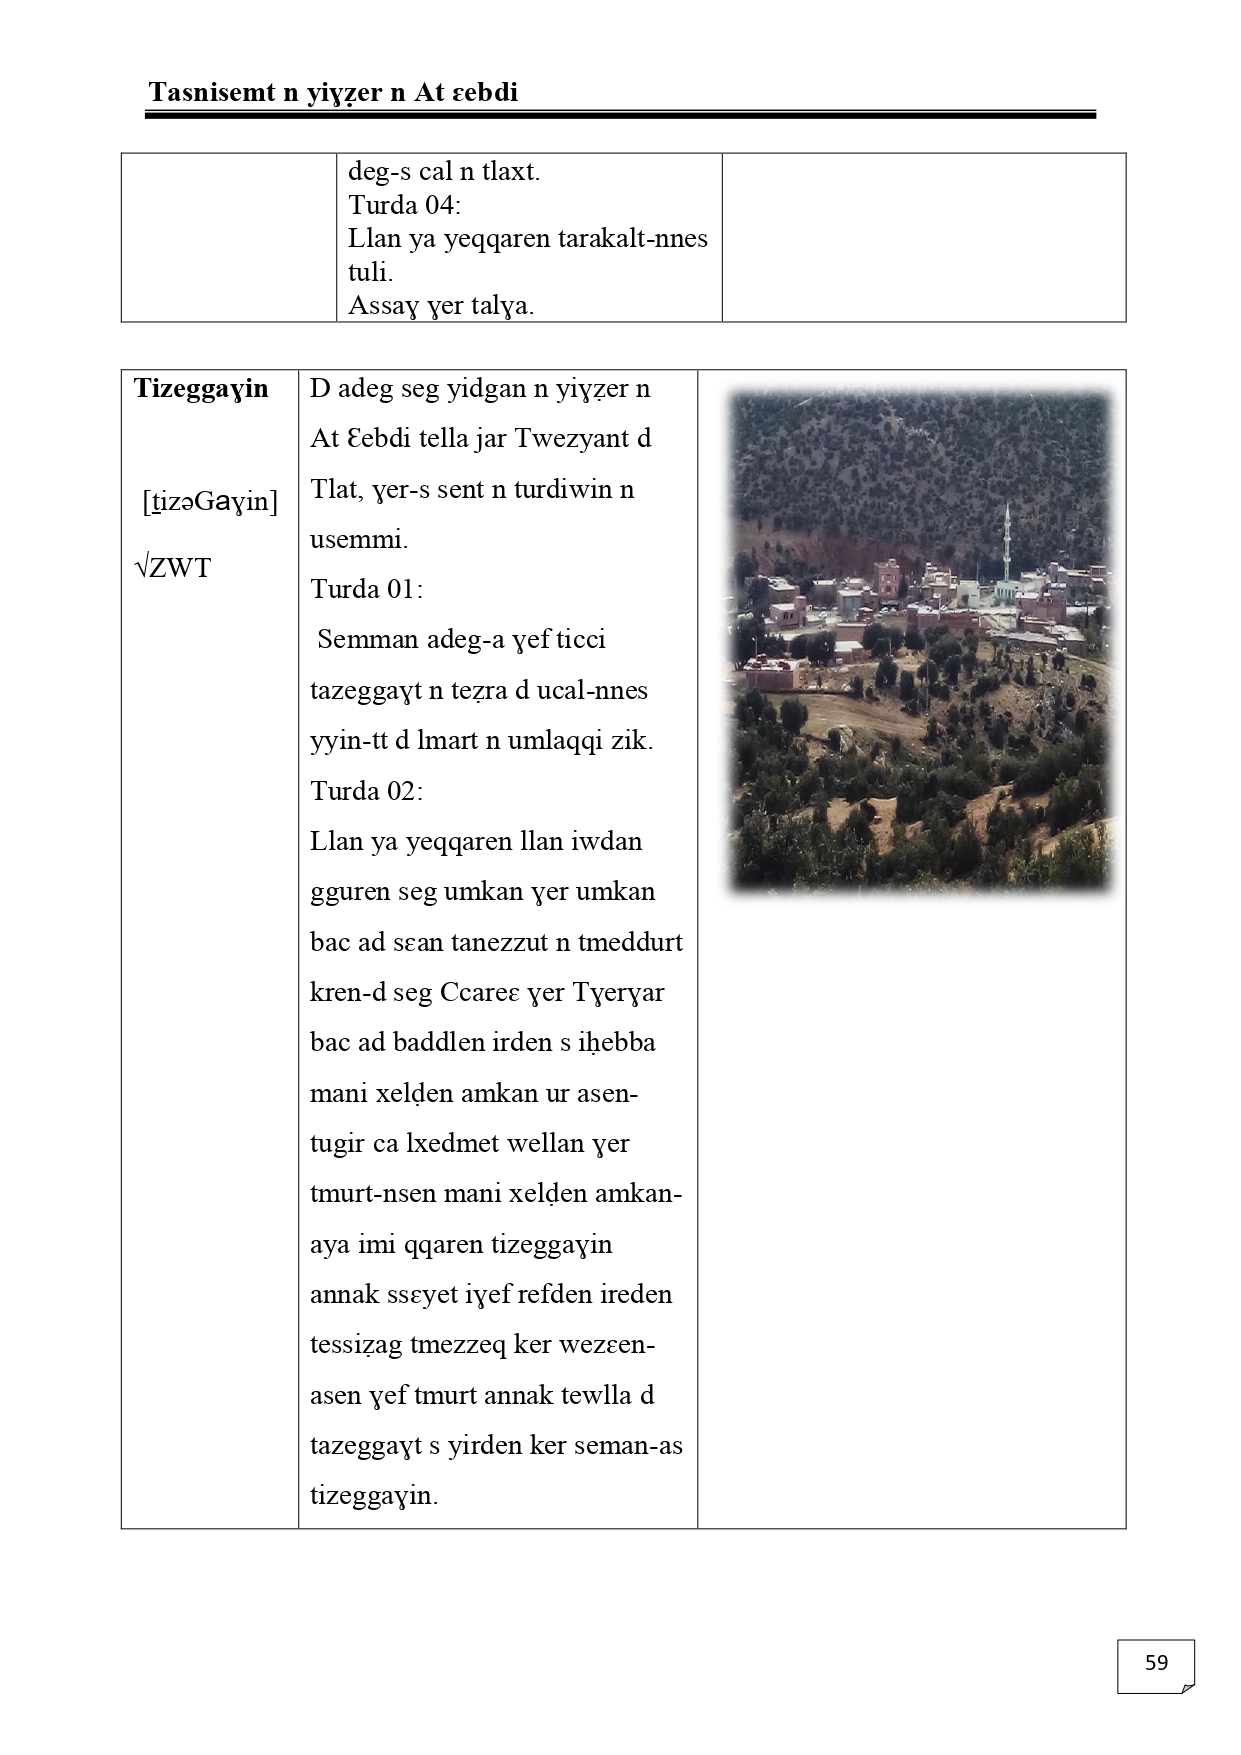 Tasnisemt n yiɣẓer n At ɛebdi
deg-s cal n tlaxt.
Turda 04:
Llan ya yeqqaren tarakalt-nnes
tuli.
Assaɣ ɣer talɣa.
Tizeggaɣin
[ṯizəGaɣin]
√ZWT
D adeg seg yidgan n yiɣẓer n
At Ɛebdi tella jar Twezyant d
Tlat, ɣer-s sent n turdiwin n
usemmi.
Turda 01:
Semman adeg-a ɣef ticci
tazeggaɣt n teẓra d ucal-nnes
yyin-tt d lmart n umlaqqi zik.
Turda 02:
Llan ya yeqqaren llan iwdan
gguren seg umkan ɣer umkan
bac ad sɛan tanezzut n tmeddurt
kren-d seg Ccareɛ ɣer Tɣerɣar
bac ad baddlen irden s iḥebba
mani xelḍen amkan ur asen-
tugir ca lxedmet wellan ɣer
tmurt-nsen mani xelḍen amkan-
aya imi qqaren tizeggaɣin
annak ssɛyet iɣef refden ireden
tessiẓag tmezzeq ker wezɛen-
asen ɣef tmurt annak tewlla d
tazeggaɣt s yirden ker seman-as
tizeggaɣin.
59